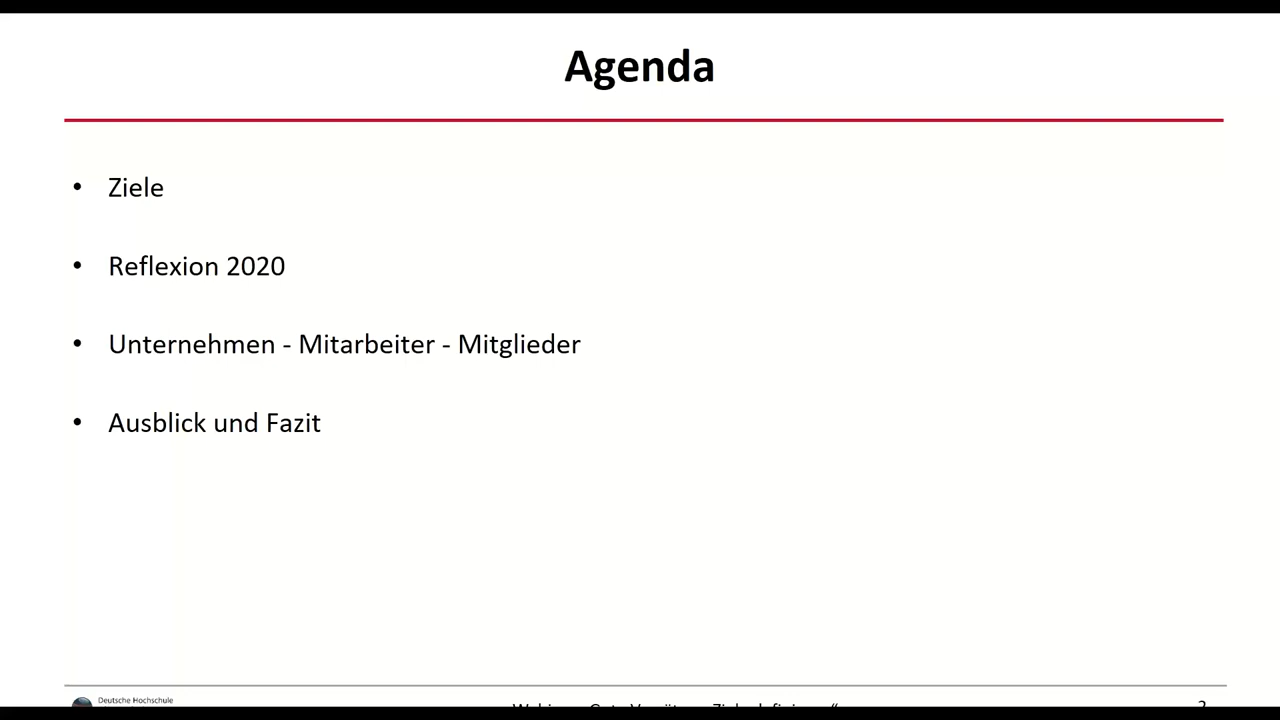 Agenda
• Ziele
• Reflexion 2020
• Unternehmen - Mitarbeiter - Mitglieder
• Ausblick und Fazit
Deutsche Hochschule